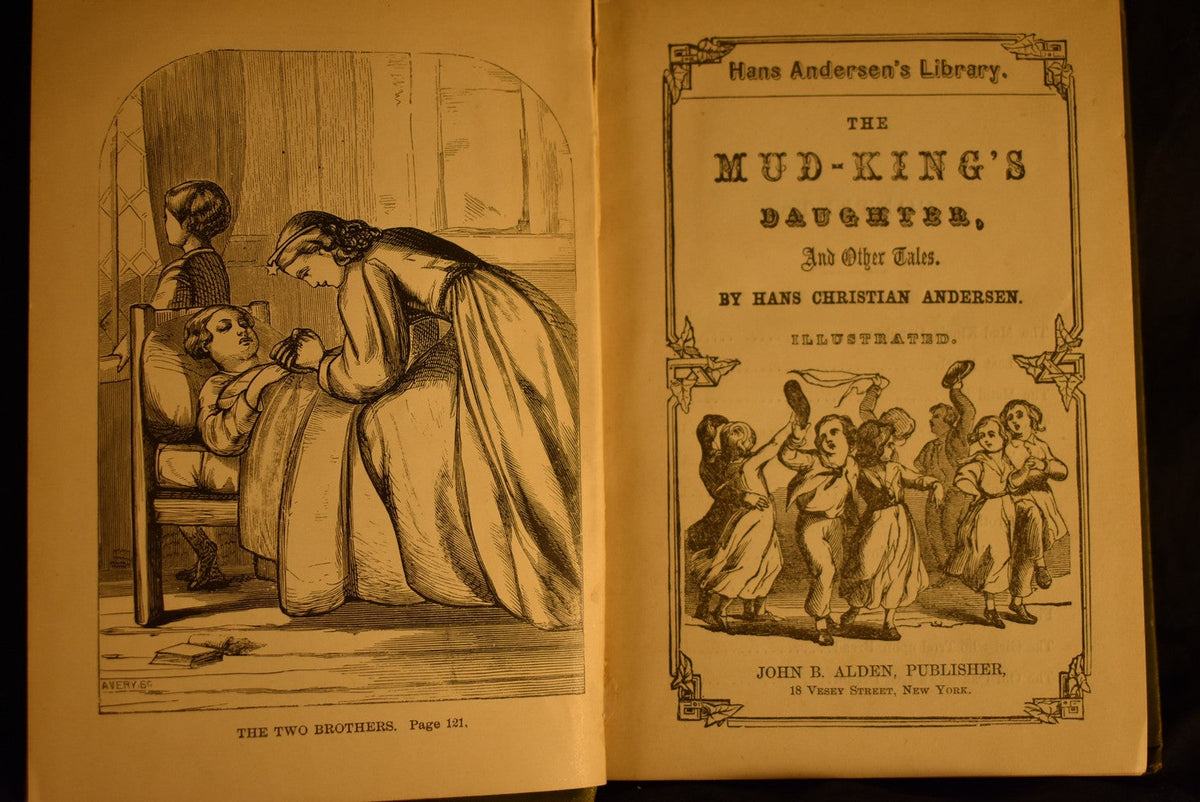 AVERY. Sc
THE TWO BROTHERS. Page 121.
Hans Andersen's Library.
THE
MUD-KING'S
DAUGHTER,
And Other Tales.
BY HANS CHRISTIAN ANDERSEN.
ILLUSTRATED.
JOHN B. ALDEN, PUBLISHER,
18 VESEY STREET, NEW YORK.